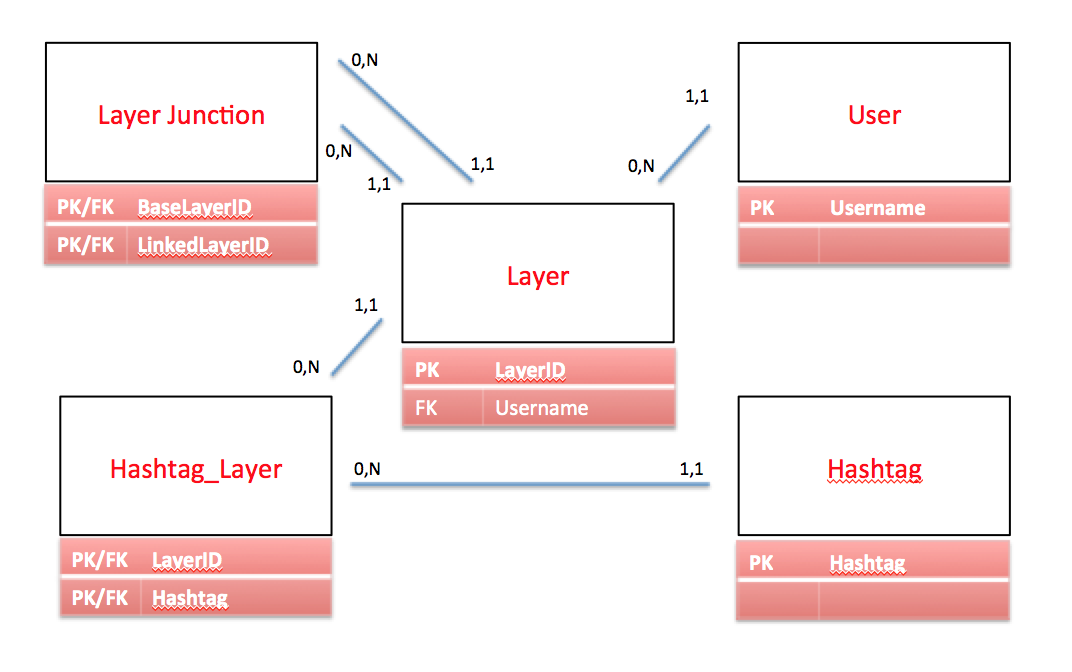 Layer Junction
PK/FK BaseLayerID
PK/FK LinkedLayerID
0,N
1,1
0,N
1,1
User
PK Username
1,1
0,N
Layer
PK LayerID
FK Username
1,1
0,N
Hashtag_Layer
PK/FK LayerID
PK/FK Hashtag
0,N
1,1
Hashtag
PK Hashtag